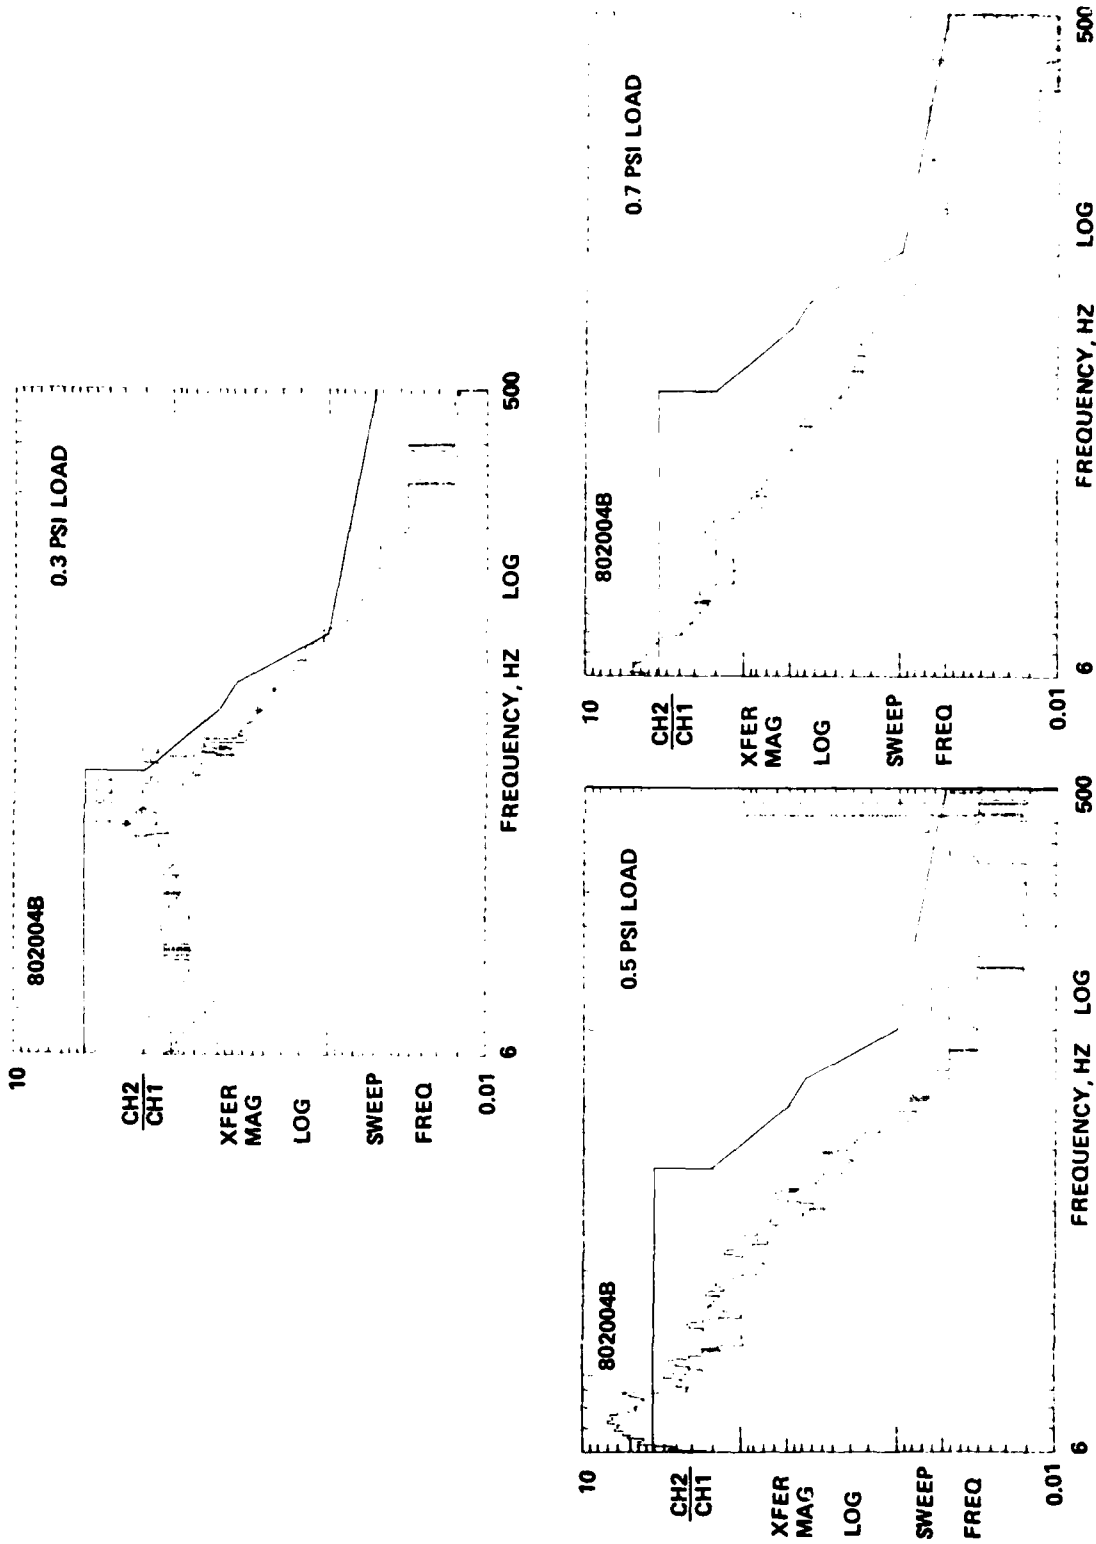 10
802004B
0.3 PSI LOAD
CH2
CH1
XFER
MAG
LOG
SWEEP
FREQ
0.01
6
FREQUENCY, HZ LOG
500
10
802004B
0.5 PSI LOAD
CH2
CH1
XFER
MAG
LOG
SWEEP
FREQ
0.01
6
FREQUENCY, HZ LOG
500
10
802004B
0.7 PSI LOAD
CH2
CH1
XFER
MAG
LOG
SWEEP
FREQ
0.01
6
FREQUENCY, HZ LOG
500